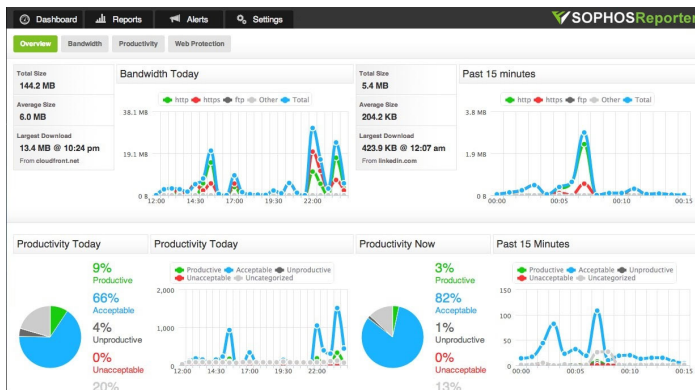 Dashboard Reports Alerts Settings SOPHOSReporter
Overview Bandwidth Productivity Web Protection
Total Size
144.2 MB
Average Size
6.0 MB
Largest Download
13.4 MB @ 10:24 pm
From cloudfront.net
Bandwidth Today
http https ftp Other Total
38.1 MB
19.1 MB
0 B
12:00 14:30 17:00 19:30 22:00
Total Size
5.4 MB
Average Size
204.2 KB
Largest Download
423.9 KB @ 12:07 am
From linkedin.com
Past 15 minutes
http https ftp Other Total
3.8 MB
1.9 MB
0 B
00:00 00:05 00:10 00:15
Productivity Today
9%
Productive
66%
Acceptable
4%
Unproductive
0%
Unacceptable
20%
Productivity Today
Productive Acceptable Unproductive
Unacceptable Uncategorized
2,000
1,000
0
12:00 14:30 17:00 19:30 22:00
Productivity Now
3%
Productive
82%
Acceptable
1%
Unproductive
0%
Unacceptable
13%
Past 15 Minutes
Productive Acceptable Unproductive
Unacceptable Uncategorized
150
100
50
0
00:00 00:05 00:10 00:15